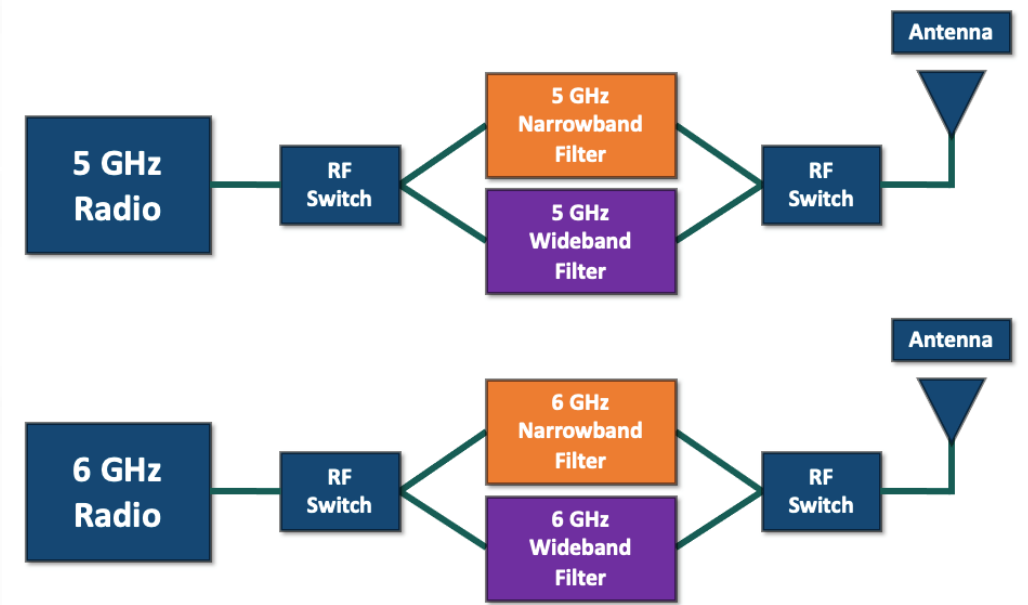 Antenna
5 GHz
Radio
RF
Switch
5 GHz
Narrowband
Filter
5 GHz
Wideband
Filter
RF
Switch
Antenna
6 GHz
Radio
RF
Switch
6 GHz
Narrowband
Filter
6 GHz
Wideband
Filter
RF
Switch